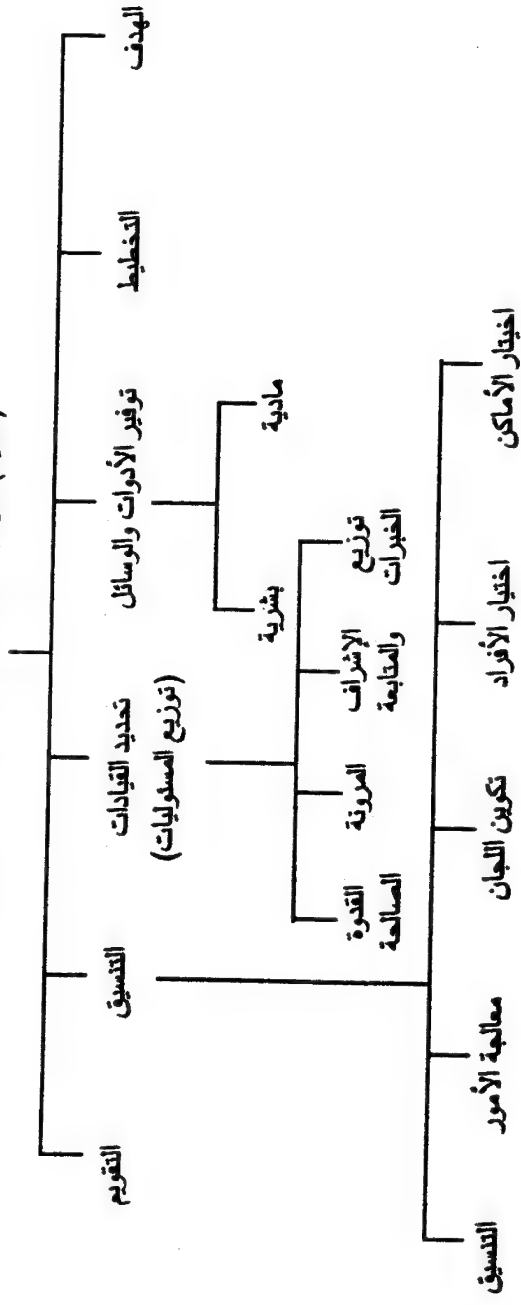 الهدف
التخطيط
توفير الأدوات والوسائل
تحديد القيادات
(توزيع المسئوليات)
التنسيق
التقويم
مادية
بشرية
توزيع
الخبرات
الإشراف
والمتابعة
المرونة
القدوة
الصالحة
اختيار الأماكن
اختيار الأفراد
تكوين اللجان
معالجة الأمور
التنسيق